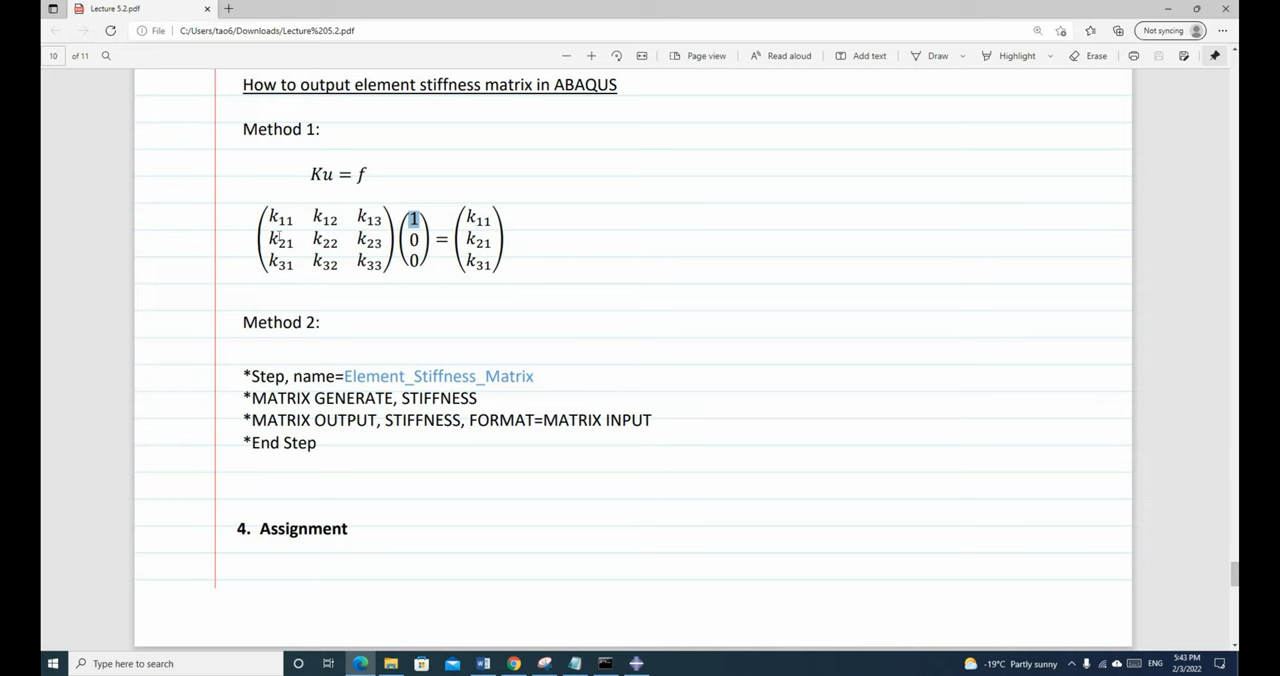 Lecture 5.2.pdf
File C:/Users/tao6/Downloads/Lecture%205.2.pdf Not syncing
10 of 11 Page view Read aloud Add text Draw Highlight Erase
How to output element stiffness matrix in ABAQUS
Method 1:
Ku = f
k11 k12 k13 1 k11
k21 k22 k23 0 = k21
k31 k32 k33 0 k31
Method 2:
*Step, name=Element_Stiffness_Matrix
*MATRIX GENERATE, STIFFNESS
*MATRIX OUTPUT, STIFFNESS, FORMAT=MATRIX INPUT
*End Step
4. Assignment
Type here to search -19°C Partly sunny ENG 5:43 PM
2/3/2022